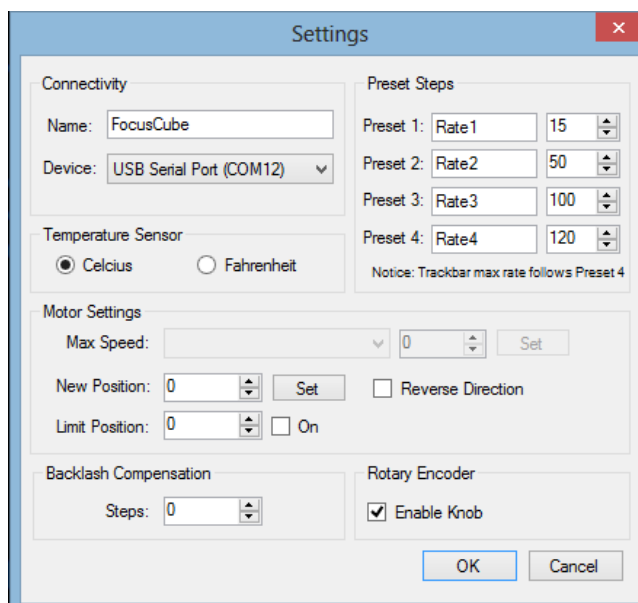 Settings
Connectivity
Name: FocusCube
Device: USB Serial Port (COM12)
Preset Steps
Preset 1: Rate1 15
Preset 2: Rate2 50
Preset 3: Rate3 100
Preset 4: Rate4 120
Notice: Trackbar max rate follows Preset 4
Temperature Sensor
Celcius Fahrenheit
Motor Settings
Max Speed: 0 Set
New Position: 0 Set Reverse Direction
Limit Position: 0 On
Backlash Compensation
Steps: 0
Rotary Encoder
Enable Knob
OK Cancel